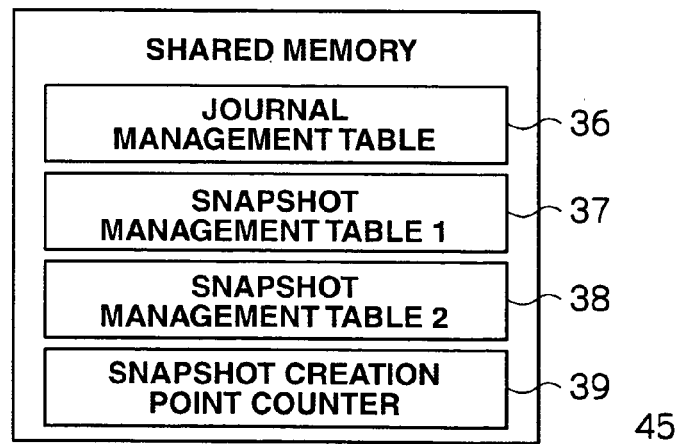 SHARED MEMORY
JOURNAL
MANAGEMENT TABLE
36
SNAPSHOT
MANAGEMENT TABLE 1
37
SNAPSHOT
MANAGEMENT TABLE 2
38
SNAPSHOT CREATION
POINT COUNTER
39
45